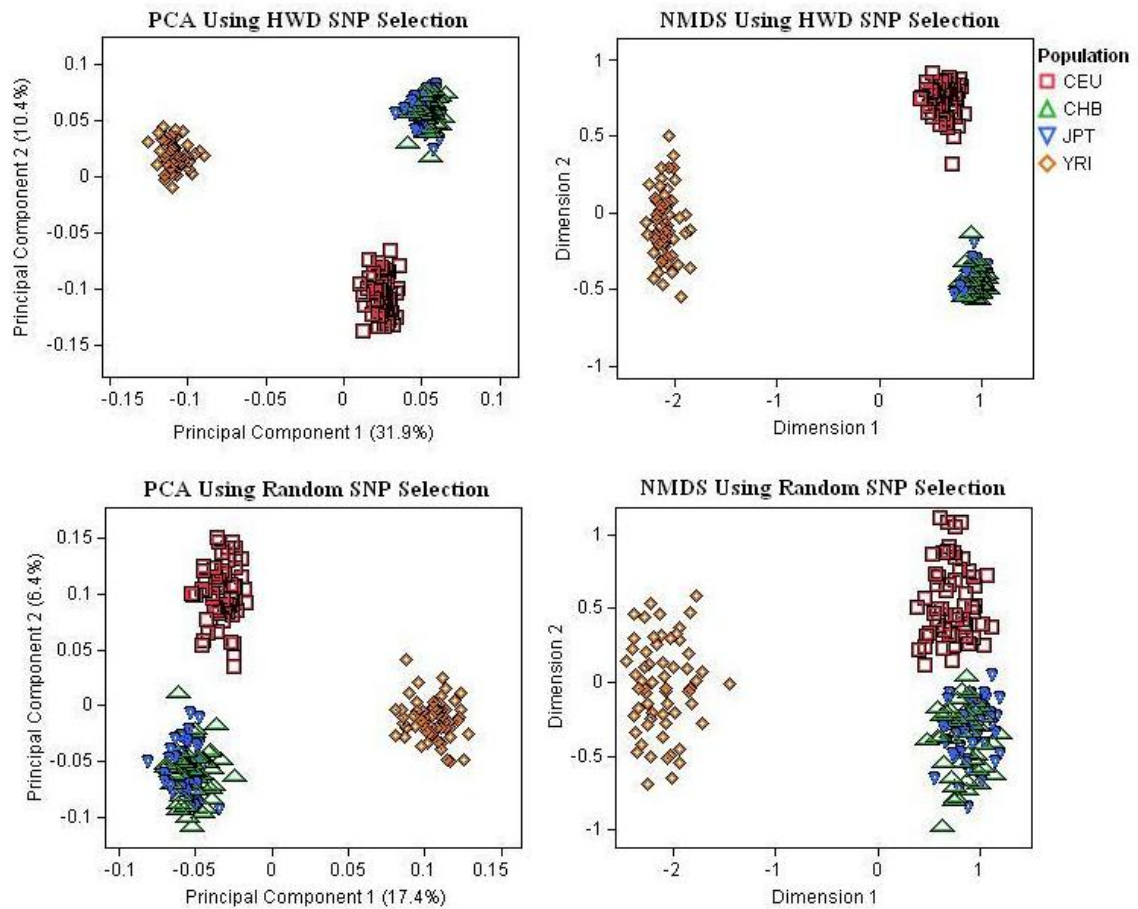 PCA Using HWD SNP Selection
0.1
0.05
0
-0.05
-0.1
-0.15
Principal Component 2 (10.4%)
-0.15 -0.1 -0.05 0 0.05 0.1
Principal Component 1 (31.9%)
NMDS Using HWD SNP Selection
1
0.5
0
-0.5
-1
Dimension 2
-2 -1 0 1
Dimension 1
Population
CEU
CHB
JPT
YRI
PCA Using Random SNP Selection
0.15
0.1
0.05
0
-0.05
-0.1
Principal Component 2 (6.4%)
-0.1 -0.05 0 0.05 0.1 0.15
Principal Component 1 (17.4%)
NMDS Using Random SNP Selection
1
0.5
0
-0.5
-1
Dimension 2
-2 -1 0 1
Dimension 1